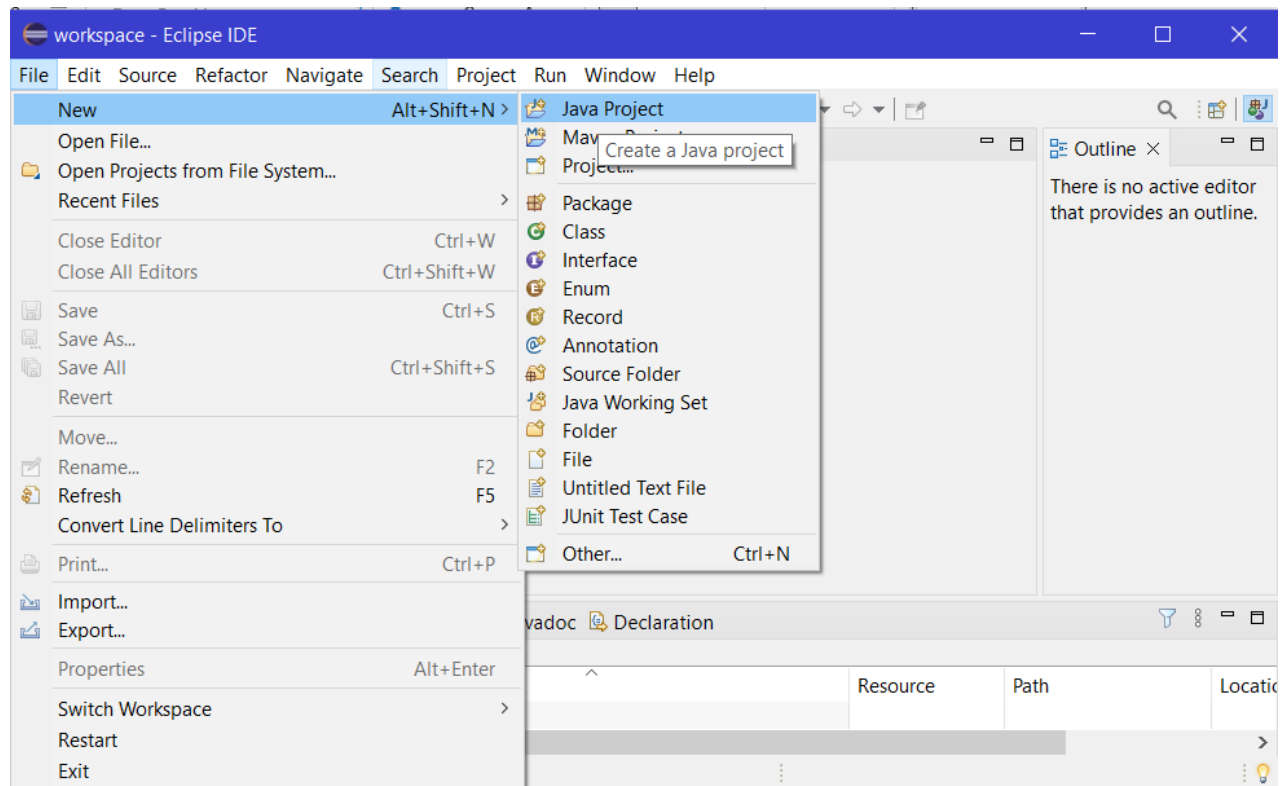 workspace - Eclipse IDE
File Edit Source Refactor Navigate Search Project Run Window Help
New Alt+Shift+N >
Open File...
Open Projects from File System...
Recent Files >
Close Editor Ctrl+W
Close All Editors Ctrl+Shift+W
Save Ctrl+S
Save As...
Save All Ctrl+Shift+S
Revert
Move...
Rename... F2
Refresh F5
Convert Line Delimiters To >
Print... Ctrl+P
Import...
Export...
Properties Alt+Enter
Switch Workspace >
Restart
Exit
Java Project
Create a Java project
Project...
Package
Class
Interface
Enum
Record
Annotation
Source Folder
Java Working Set
Folder
File
Untitled Text File
JUnit Test Case
Other... Ctrl+N
Outline
There is no active editor
that provides an outline.
vadoc Declaration
Resource Path Locatio